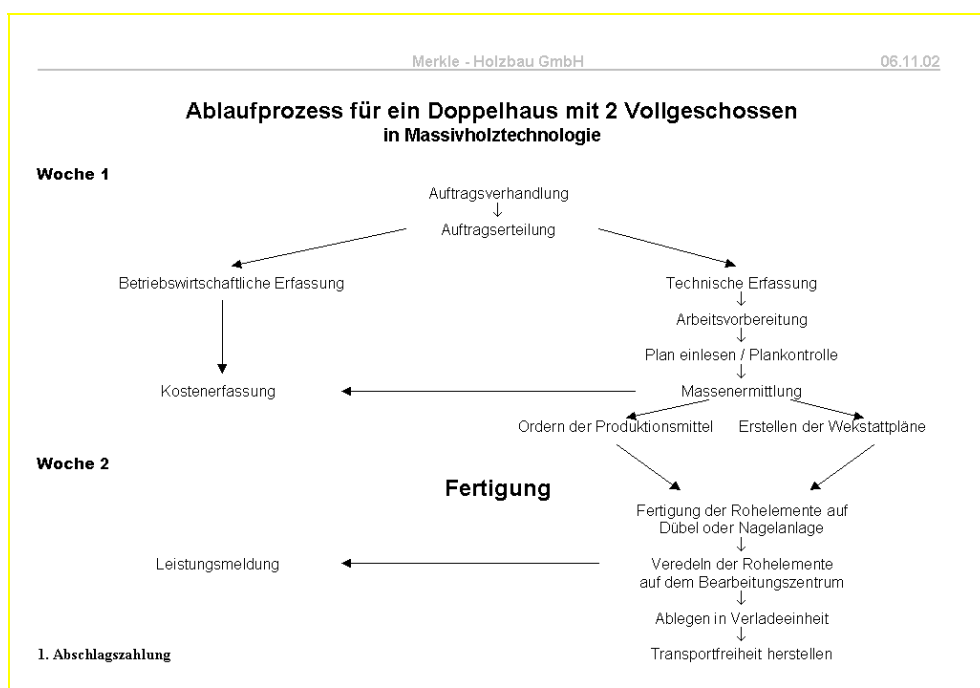 Merkle - Holzbau GmbH 06.11.02
Ablaufprozess für ein Doppelhaus mit 2 Vollgeschossen
in Massivholztechnologie
Woche 1
Auftragsverhandlung
Auftragserteilung
Betriebswirtschaftliche Erfassung Technische Erfassung
Arbeitsvorbereitung
Plan einlesen / Plankontrolle
Kostenerfassung Massenermittlung
Ordern der Produktionsmittel Erstellen der Wekstattpläne
Woche 2
Fertigung
Fertigung der Rohelemente auf
Dübel oder Nagelanlage
Leistungsmeldung Veredeln der Rohelemente
auf dem Bearbeitungszentrum
Ablegen in Verladeeinheit
1. Abschlagszahlung Transportfreiheit herstellen